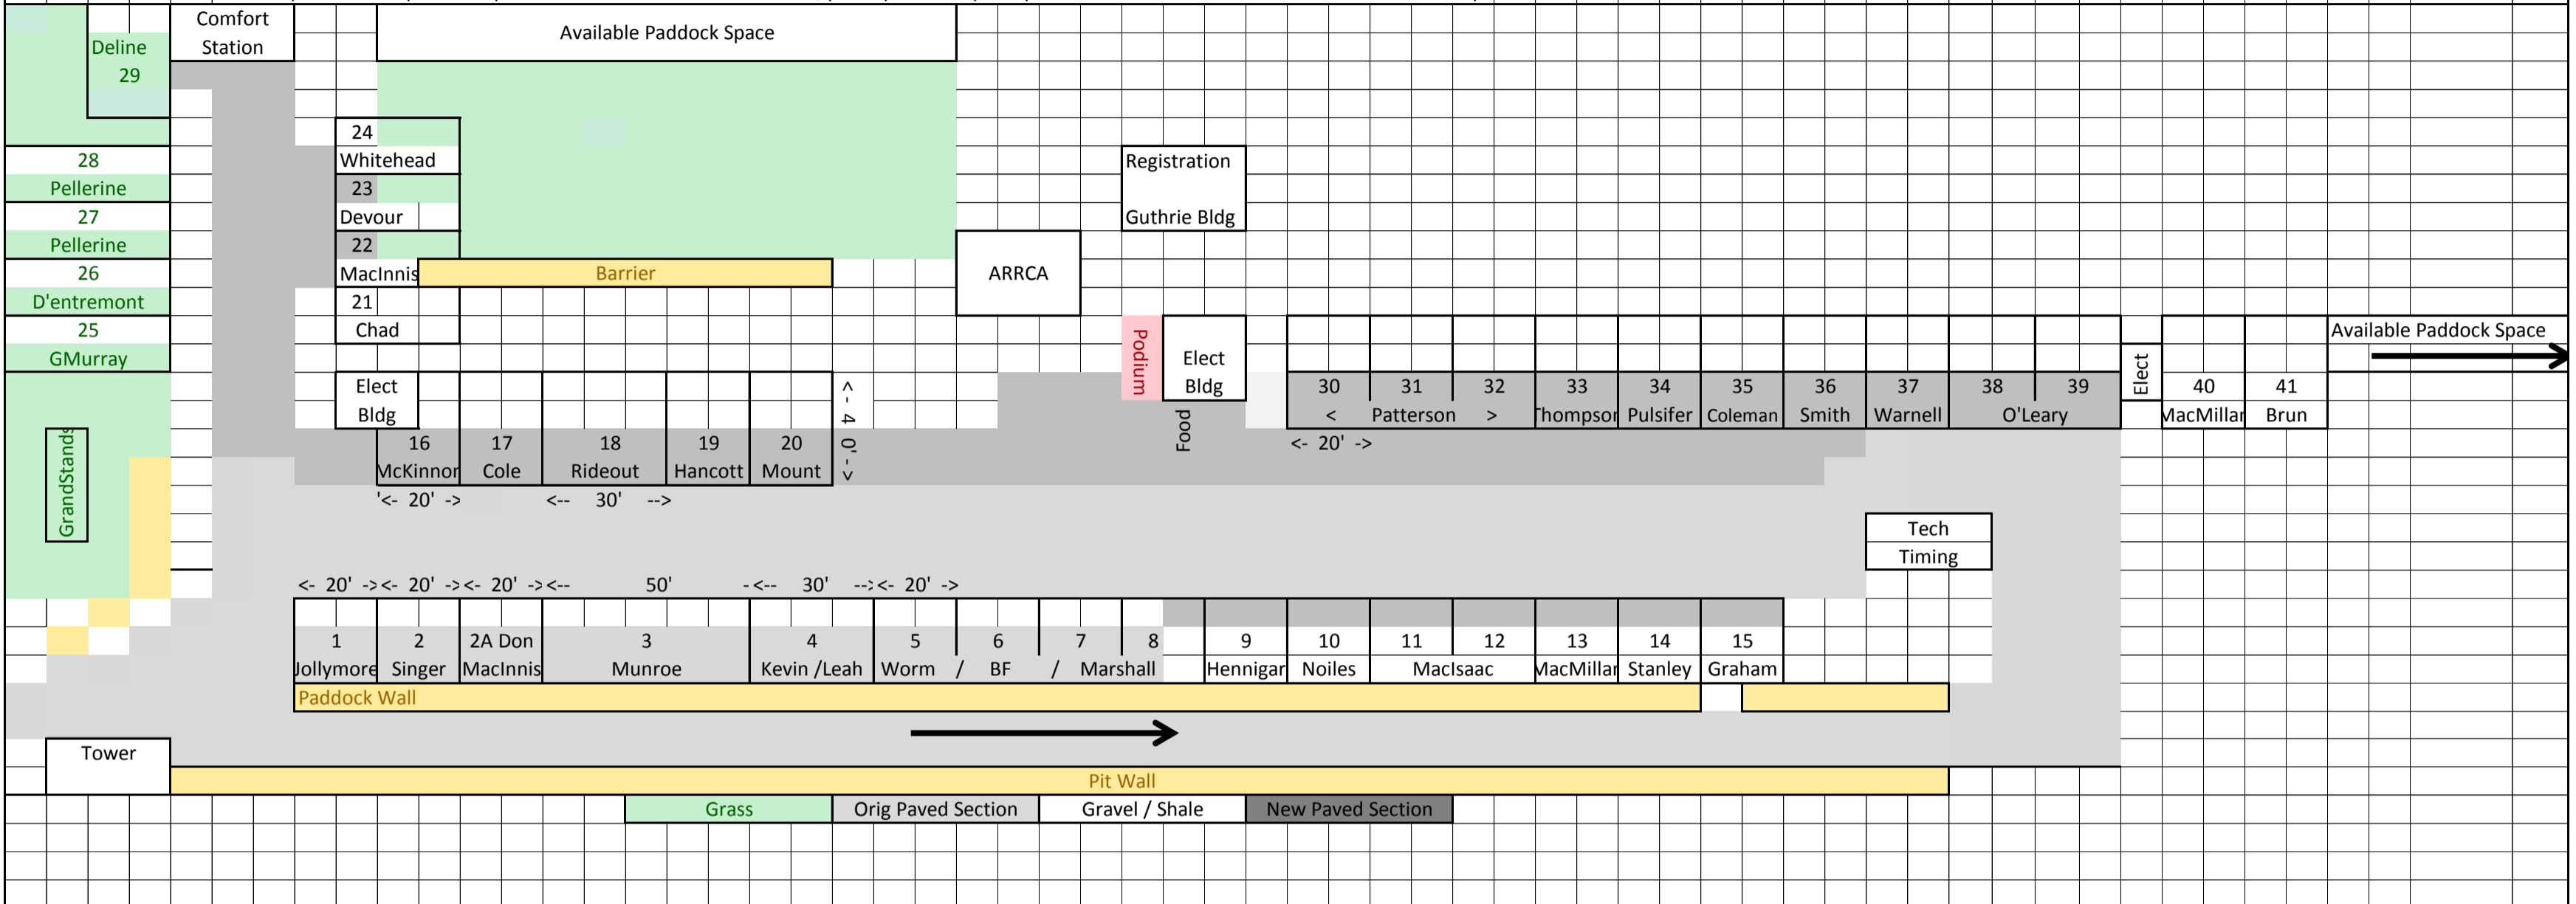 Comfort
Station
Available Paddock Space
Deline
29
24
Whitehead
23
Devour
22
MacInnis
21
Chad
Barrier
28
Pellerine
27
Pellerine
26
D'entremont
25
GMurray
Registration
Guthrie Bldg
ARRCA
Podium
Elect
Bldg
Food
Elect
Bldg
<- 40'->
30 31 32 33 34 35 36 37 38 39
< Patterson > Thompson Pulsifer Coleman Smith Warnell O'Leary
<- 20' ->
Elect
40 41
MacMillar Brun
Available Paddock Space
GrandStands
16 17 18 19 20
McKinnor Cole Rideout Hancott Mount
'<- 20' -> <-- 30' -->
Tech
Timing
<- 20' -> <- 20' -> <- 20' -> <-- 50' - <-- 30' --> <- 20' ->
1 2 2A Don 3 4 5 6 7 8 9 10 11 12 13 14 15
Jollymore Singer MacInnis Munroe Kevin /Leah Worm / BF / Marshall Hennigar Noiles MacIsaac MacMillar Stanley Graham
Paddock Wall
Tower
Pit Wall
Grass Orig Paved Section Gravel / Shale New Paved Section